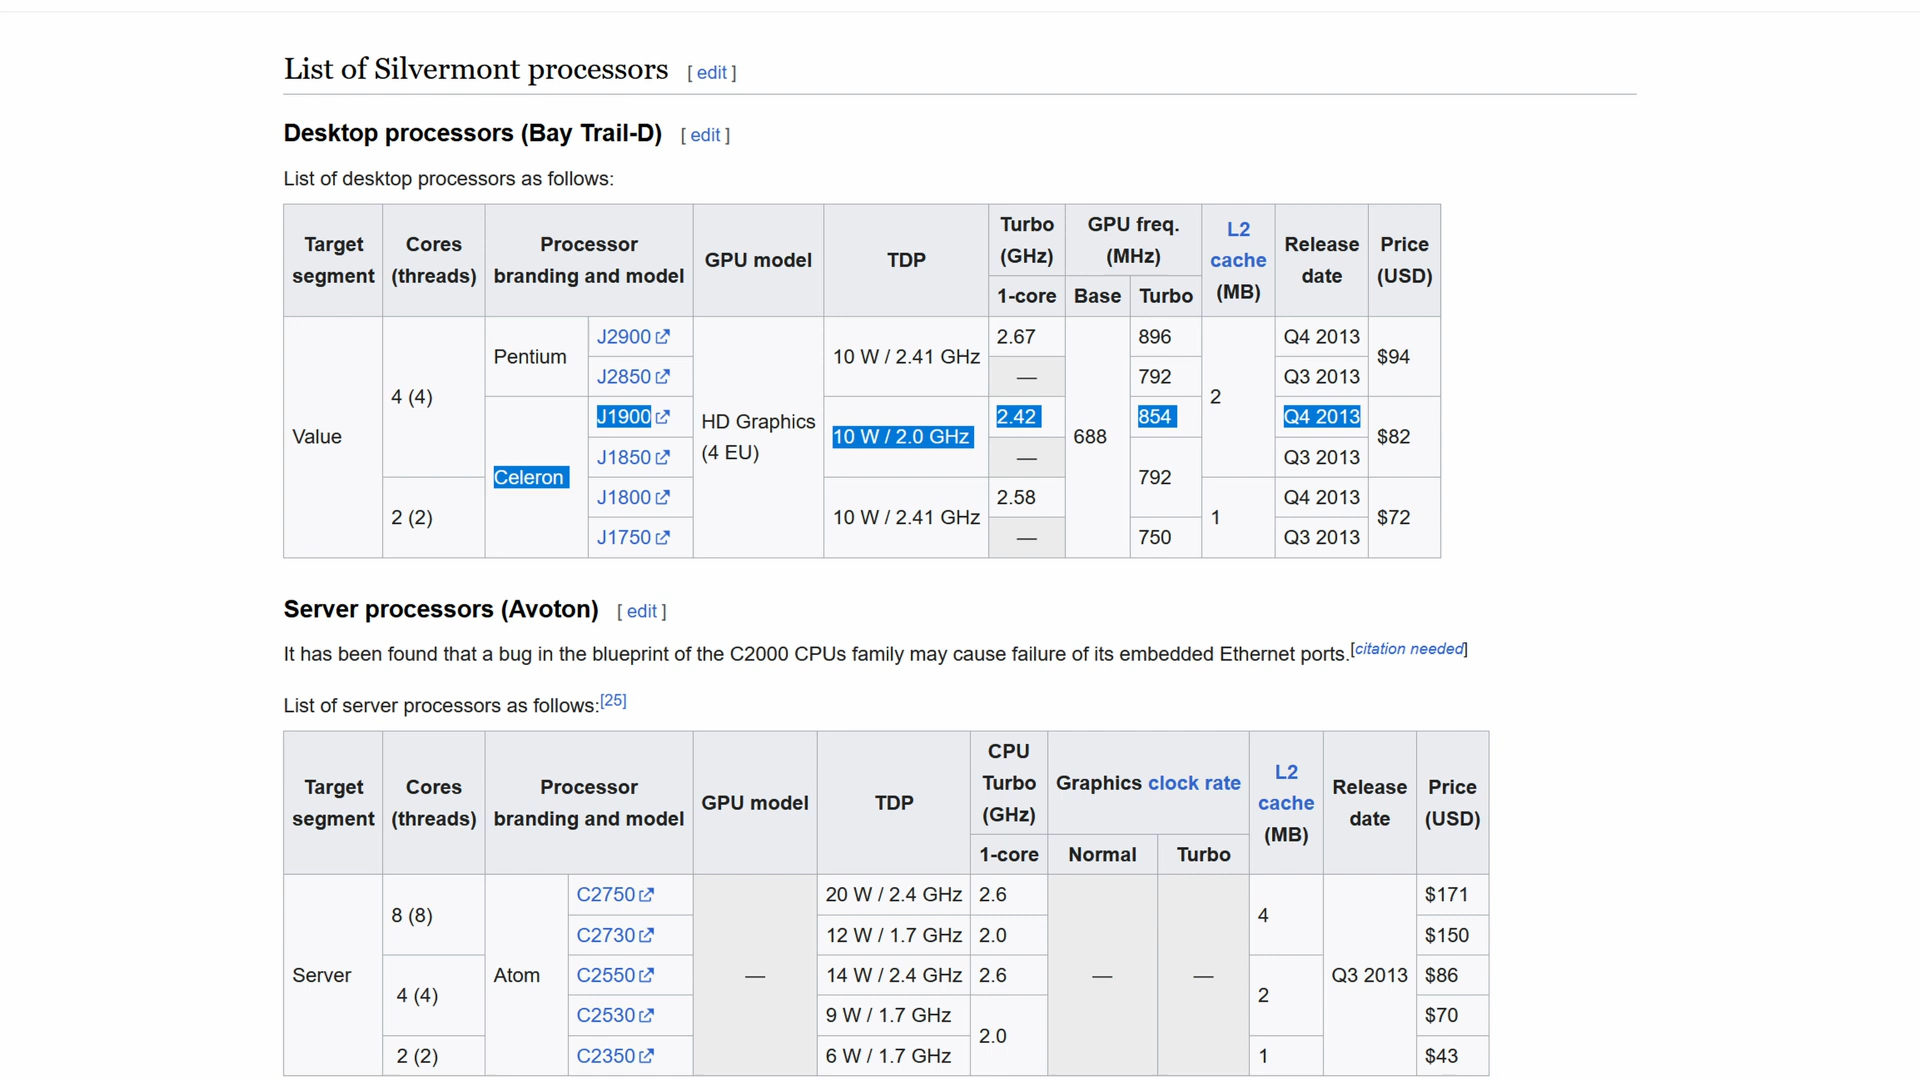 List of Silvermont processors [ edit ]
Desktop processors (Bay Trail-D) [ edit ]
List of desktop processors as follows:
Target segment Cores (threads) Processor branding and model GPU model TDP Turbo (GHz) GPU freq. (MHz) L2 cache (MB) Release date Price (USD)
1-core Base Turbo
Value 4 (4) Pentium J2900 HD Graphics (4 EU) 10 W / 2.41 GHz 2.67 688 896 2 Q4 2013 $94
J2850 — 792 Q3 2013
Celeron J1900 10 W / 2.0 GHz 2.42 854 Q4 2013 $82
J1850 — 792 Q3 2013
2 (2) J1800 10 W / 2.41 GHz 2.58 1 Q4 2013 $72
J1750 — 750 Q3 2013
Server processors (Avoton) [ edit ]
It has been found that a bug in the blueprint of the C2000 CPUs family may cause failure of its embedded Ethernet ports.[citation needed]
List of server processors as follows:[25]
Target segment Cores (threads) Processor branding and model GPU model TDP CPU Turbo (GHz) Graphics clock rate L2 cache (MB) Release date Price (USD)
1-core Normal Turbo
Server 8 (8) Atom C2750 — 20 W / 2.4 GHz 2.6 — — 4 Q3 2013 $171
C2730 12 W / 1.7 GHz 2.0 $150
4 (4) C2550 14 W / 2.4 GHz 2.6 2 $86
C2530 9 W / 1.7 GHz 2.0 $70
2 (2) C2350 6 W / 1.7 GHz 1 $43